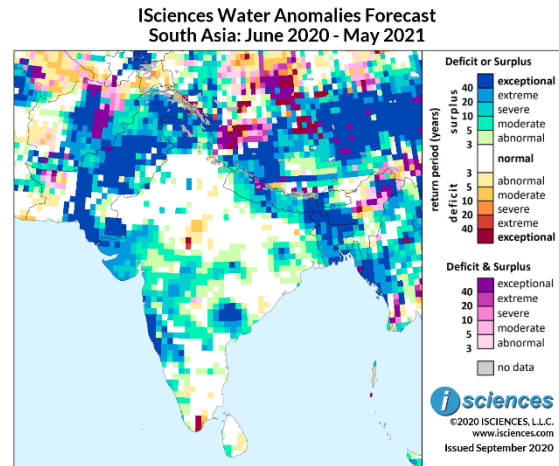 ISciences Water Anomalies Forecast
South Asia: June 2020 - May 2021
Deficit or Surplus
return period (years)
surplus
deficit
exceptional
40
extreme
20
severe
10
moderate
5
abnormal
3
normal
3
abnormal
5
moderate
10
severe
20
extreme
40
exceptional
Deficit & Surplus
exceptional
40
extreme
20
severe
10
moderate
5
abnormal
3
no data
i sciences
©2020 ISCIENCES, L.L.C.
www.isciences.com
Issued September 2020